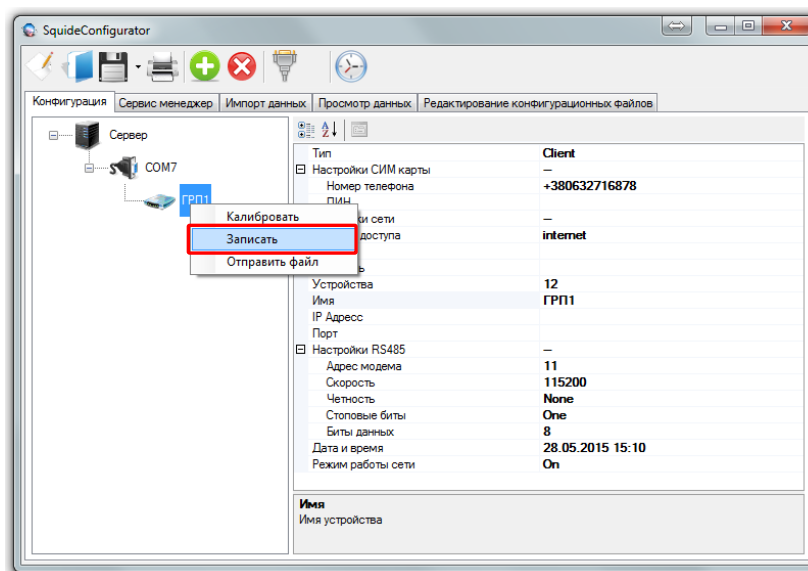 SquideConfigurator
Конфигурация Сервис менеджер Импорт данных Просмотр данных Редактирование конфигурационных файлов
Сервер
COM7
ГРП1
Калибровать
Записать
Отправить файл
Тип Client
Настройки СИМ карты –
Номер телефона +380632716878
ПИН
сети –
доступа internet
Устройства 12
Имя ГРП1
IP Адресс
Порт
Настройки RS485 –
Адрес модема 11
Скорость 115200
Четность None
Стоповые биты One
Биты данных 8
Дата и время 28.05.2015 15:10
Режим работы сети On
Имя
Имя устройства